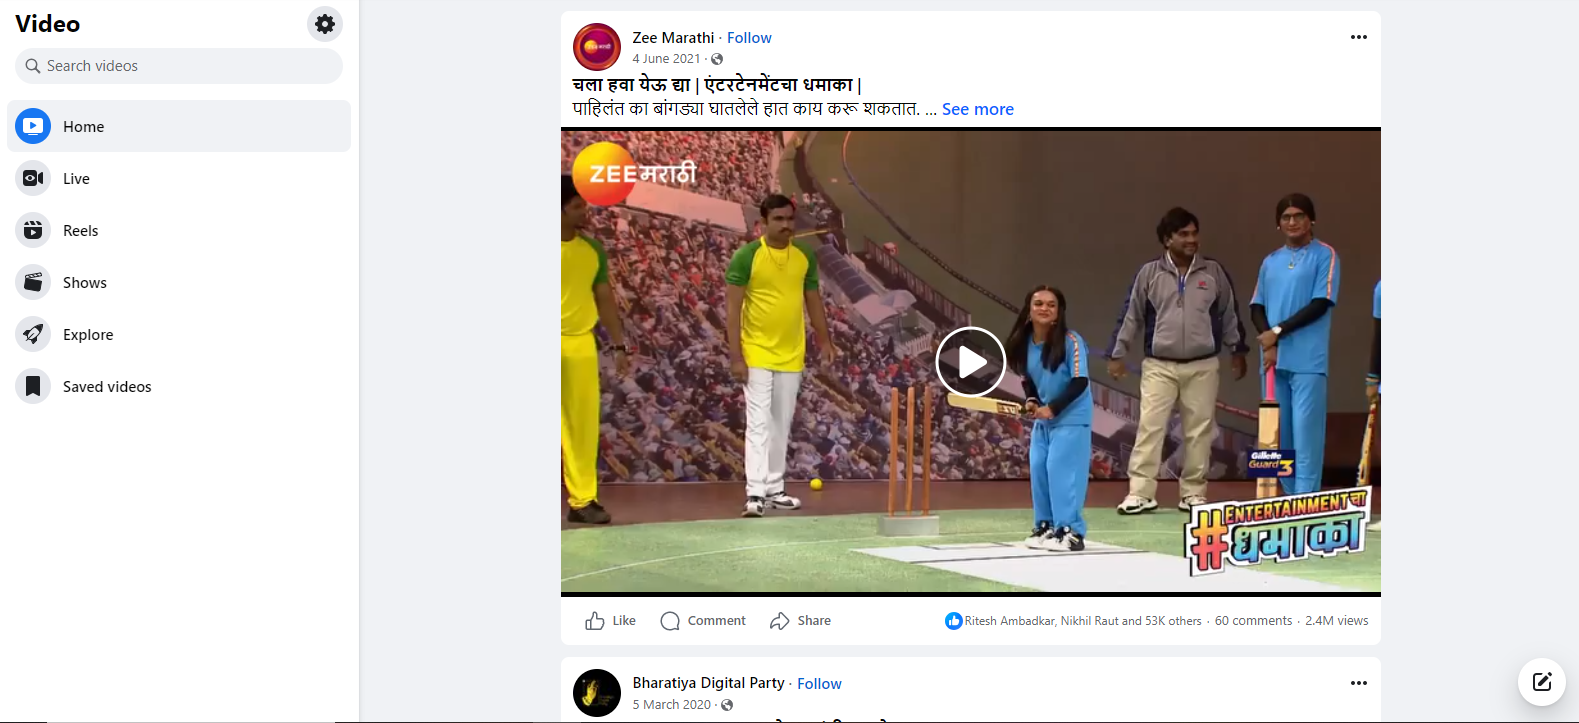 Video
Search videos
Home
Live
Reels
Shows
Explore
Saved videos
Zee Marathi · Follow
4 June 2021 ·
चला हवा येऊ द्या | एंटरटेनमेंटचा धमाका |
पाहिलंत का बांगड्या घातलेले हात काय करू शकतात. ... See more
ZEE मराठी
Gillette
Guard 3
#ENTERTAINMENTचा
धमाका
Like Comment Share Ritesh Ambadkar, Nikhil Raut and 53K others · 60 comments · 2.4M views
Bharatiya Digital Party · Follow
5 March 2020 ·